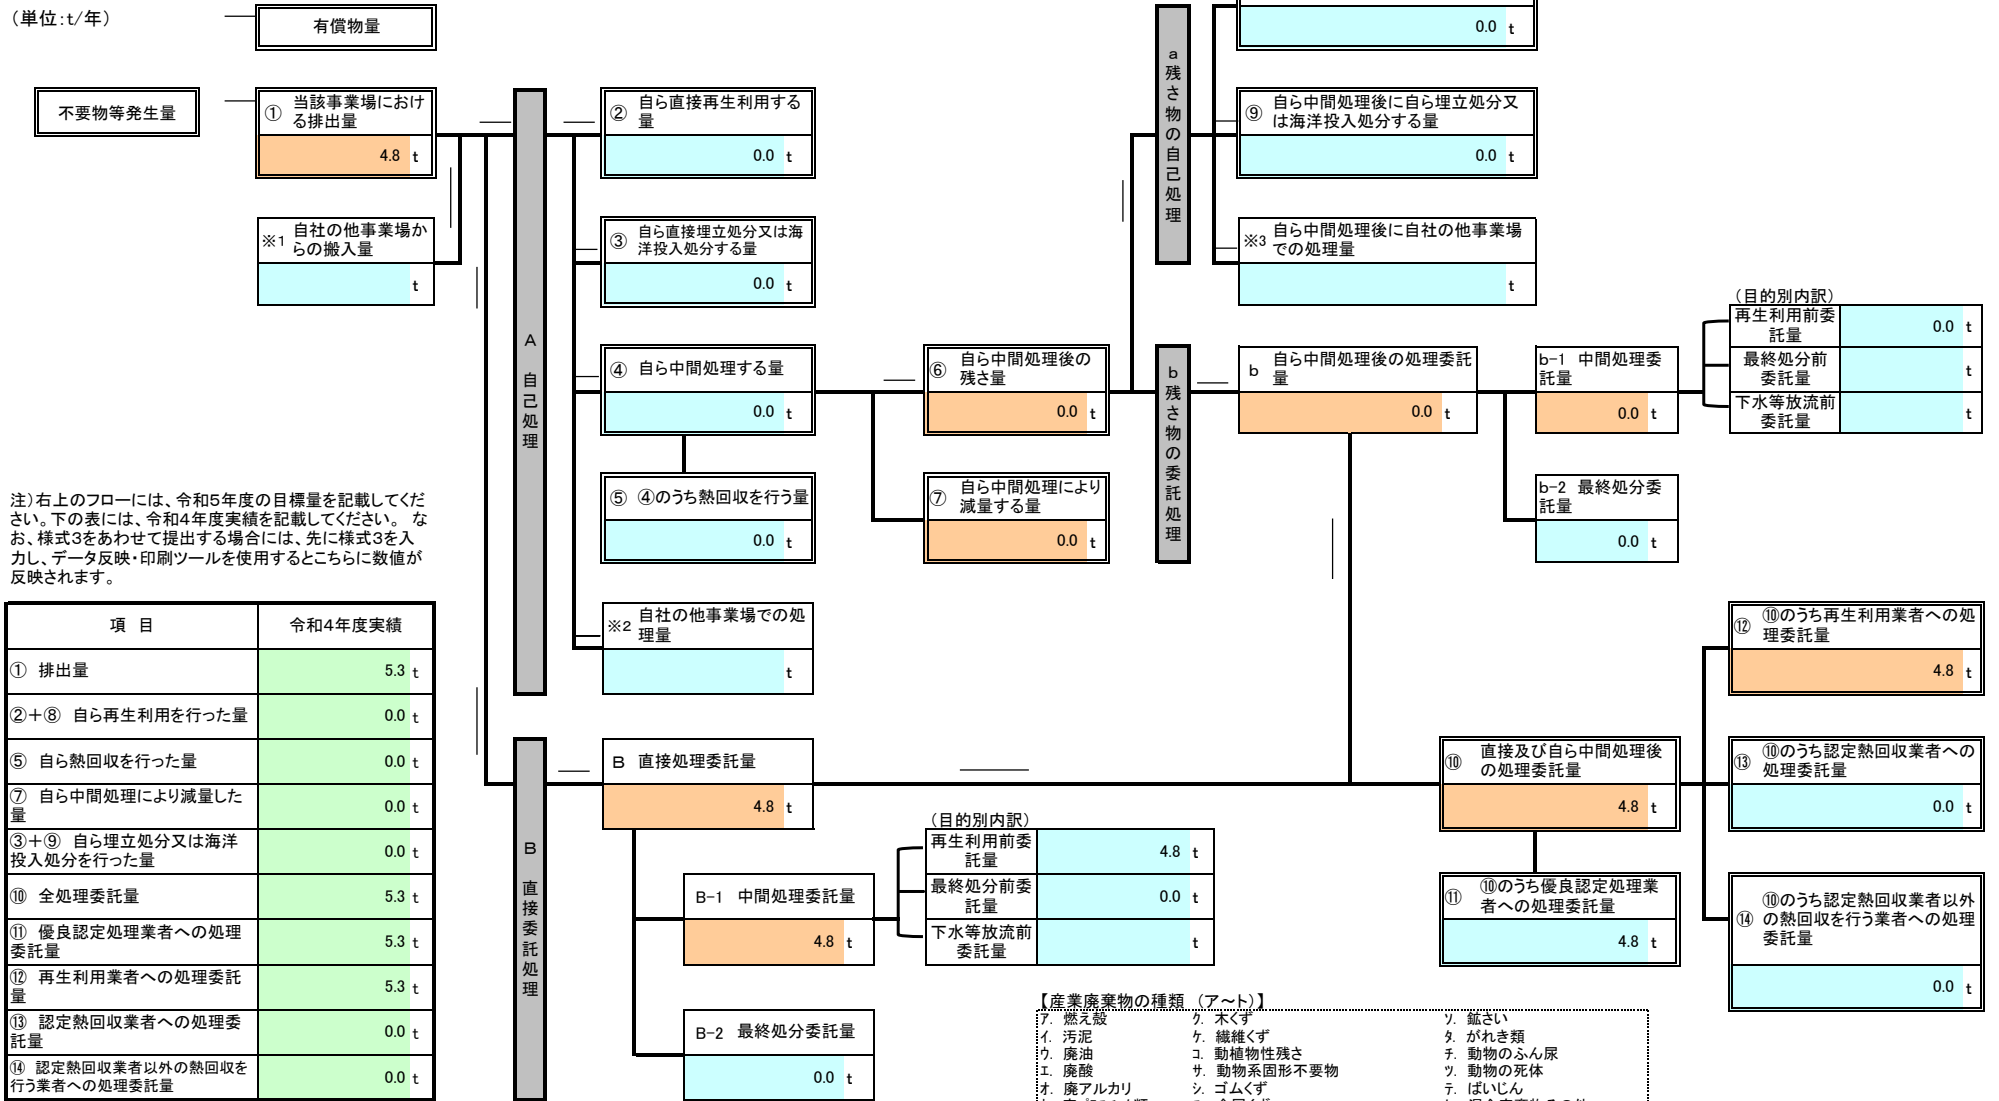 （単位:t/年）
有償物量
不要物等発生量
① 当該事業場におけ
る排出量
4.8 t
※1 自社の他事業場か
らの搬入量
t
A 自己処理
② 自ら直接再生利用する
量
0.0 t
③ 自ら直接埋立処分又は海
洋投入処分する量
0.0 t
④ 自ら中間処理する量
0.0 t
⑤ ④のうち熱回収を行う量
0.0 t
※2 自社の他事業場での処
理量
t
⑥ 自ら中間処理後の
残さ量
0.0 t
⑦ 自ら中間処理により
減量する量
0.0 t
a 残さ物の自己処理
0.0 t
⑨ 自ら中間処理後に自ら埋立処分又
は海洋投入処分する量
0.0 t
※3 自ら中間処理後に自社の他事業場
での処理量
t
b 残さ物の委託処理
b 自ら中間処理後の処理委託
量
0.0 t
b-1 中間処理委
託量
0.0 t
b-2 最終処分委
託量
0.0 t
（目的別内訳）
再生利用前委
託量
0.0 t
最終処分前
委託量
t
下水等放流前
委託量
t
注）右上のフローには、令和5年度の目標量を記載してくだ
さい。下の表には、令和4年度実績を記載してください。 な
お、様式3をあわせて提出する場合には、先に様式3を入
力し、データ反映・印刷ツールを使用するとこちらに数値が
反映されます。
項 目 令和4年度実績
① 排出量 5.3 t
②＋⑧ 自ら再生利用を行った量 0.0 t
⑤ 自ら熱回収を行った量 0.0 t
⑦ 自ら中間処理により減量した
量 0.0 t
③＋⑨ 自ら埋立処分又は海洋
投入処分を行った量 0.0 t
⑩ 全処理委託量 5.3 t
⑪ 優良認定処理業者への処理
委託量 5.3 t
⑫ 再生利用業者への処理委託
量 5.3 t
⑬ 認定熱回収業者への処理委
託量 0.0 t
⑭ 認定熱回収業者以外の熱回収を
行う業者への処理委託量 0.0 t
B 直接委託処理
B 直接処理委託量
4.8 t
B-1 中間処理委託量
4.8 t
B-2 最終処分委託量
0.0 t
（目的別内訳）
再生利用前委
託量
4.8 t
最終処分前委
託量
0.0 t
下水等放流前
委託量
t
⑩ 直接及び自ら中間処理後
の処理委託量
4.8 t
⑪ ⑩のうち優良認定処理業
者への処理委託量
4.8 t
⑫ ⑩のうち再生利用業者への処
理委託量
4.8 t
⑬ ⑩のうち認定熱回収業者への
処理委託量
0.0 t
⑭ ⑩のうち認定熱回収業者以外
の熱回収を行う業者への処理
委託量
0.0 t
【産業廃棄物の種類 （ア～ト）】
ｱ. 燃え殻 ｸ. 木くず ｿ. 鉱さい
ｲ. 汚泥 ｹ. 繊維くず ﾀ. がれき類
ｳ. 廃油 ｺ. 動植物性残さ ﾁ. 動物のふん尿
ｴ. 廃酸 ｻ. 動物系固形不要物 ﾂ. 動物の死体
ｵ. 廃アルカリ ｼ. ゴムくず ﾃ. ばいじん